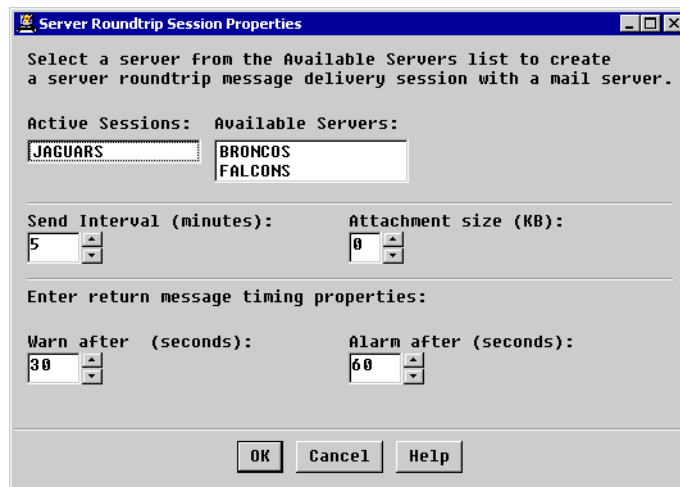 Server Roundtrip Session Properties
Select a server from the Available Servers list to create
a server roundtrip message delivery session with a mail server.
Active Sessions: Available Servers:
JAGUARS BRONCOS
FALCONS
Send Interval (minutes): Attachment size (KB):
5 0
Enter return message timing properties:
Warn after (seconds): Alarm after (seconds):
30 60
OK Cancel Help